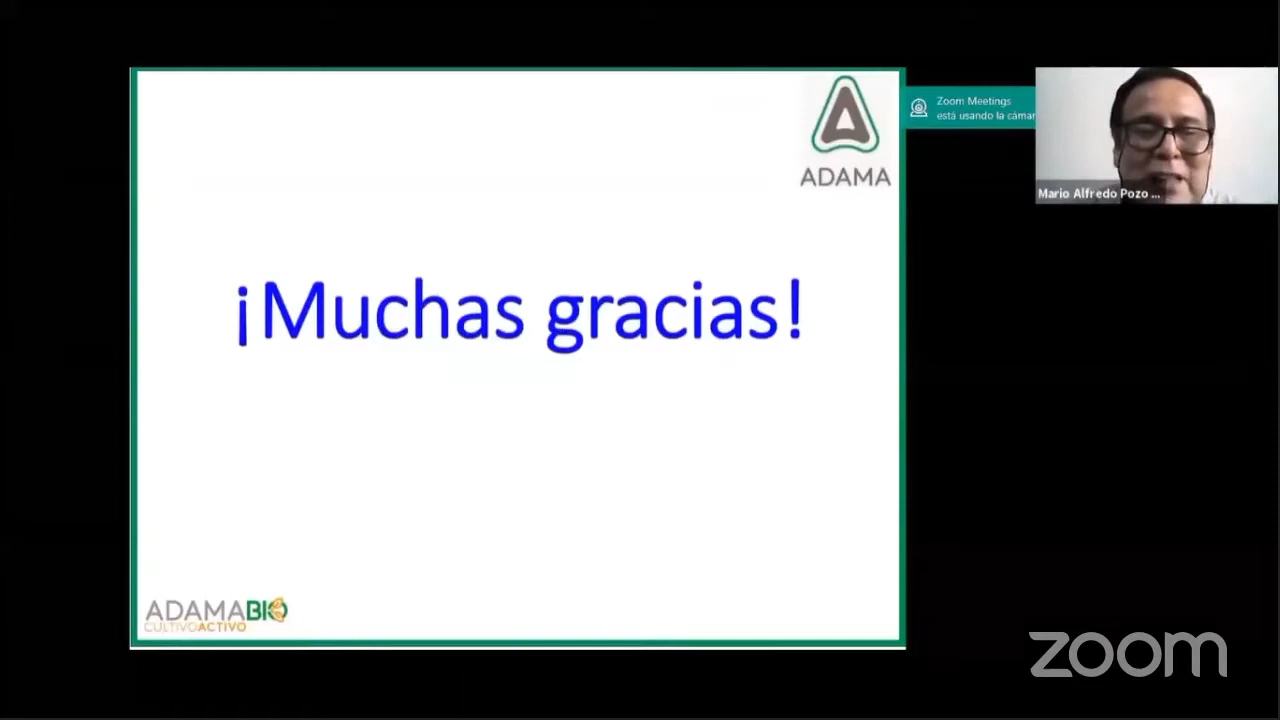 ADAMA
Zoom Meetings
está usando la cámar
Mario Alfredo Pozo ...
¡Muchas gracias!
ADAMABIO
CULTIVOACTIVO
zoom